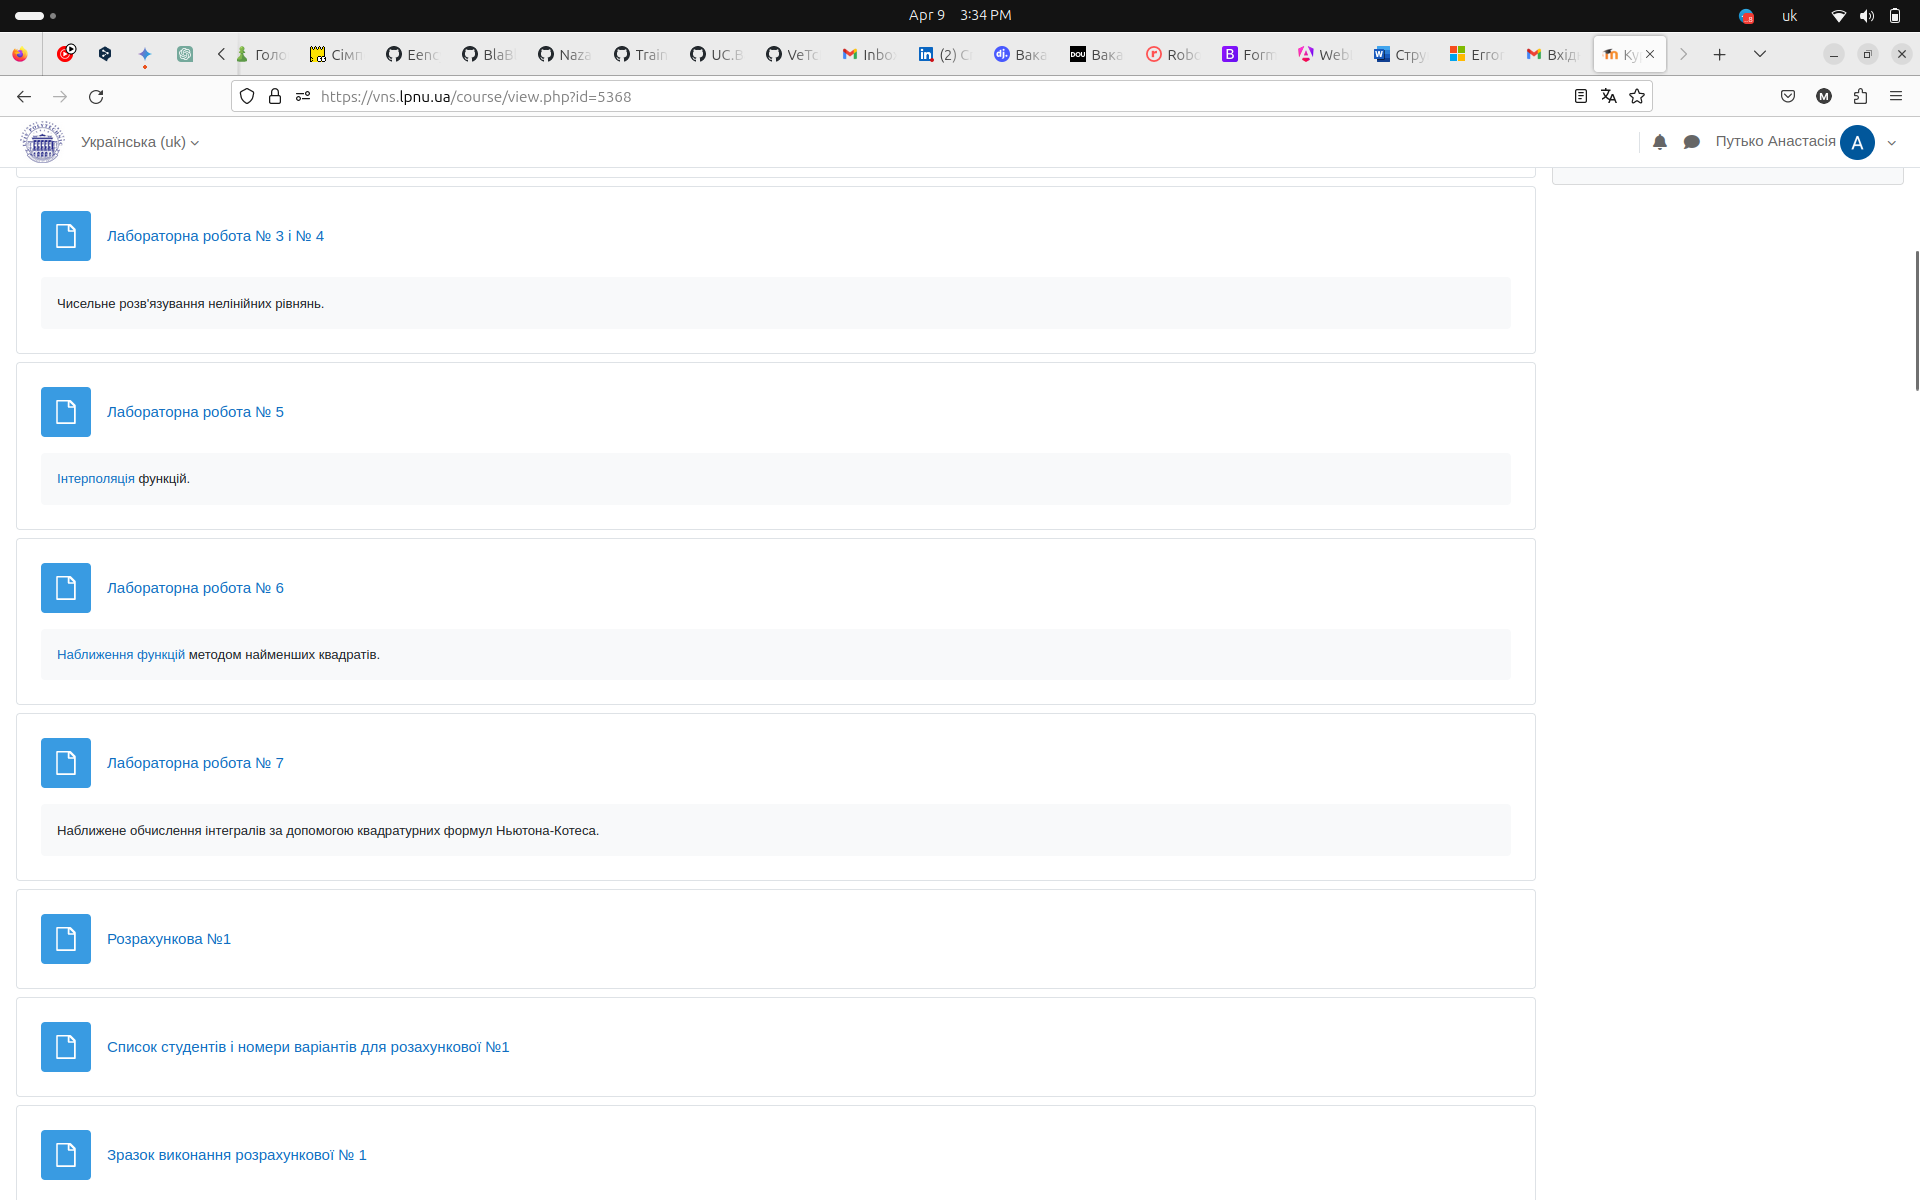 Apr 9 3:34 PM
uk
Голо Сімп Eenc BlaB Naza Train UC.B VeTc Inbo (2) Вака Вака Robo Form Web Стру Error Вхід Ку
https://vns.lpnu.ua/course/view.php?id=5368
Українська (uk)
Путько Анастасія A
Лабораторна робота № 3 і № 4
Чисельне розв'язування нелінійних рівнянь.
Лабораторна робота № 5
Інтерполяція функцій.
Лабораторна робота № 6
Наближення функцій методом найменших квадратів.
Лабораторна робота № 7
Наближене обчислення інтегралів за допомогою квадратурних формул Ньютона-Котеса.
Розрахункова №1
Список студентів і номери варіантів для розахункової №1
Зразок виконання розрахункової № 1